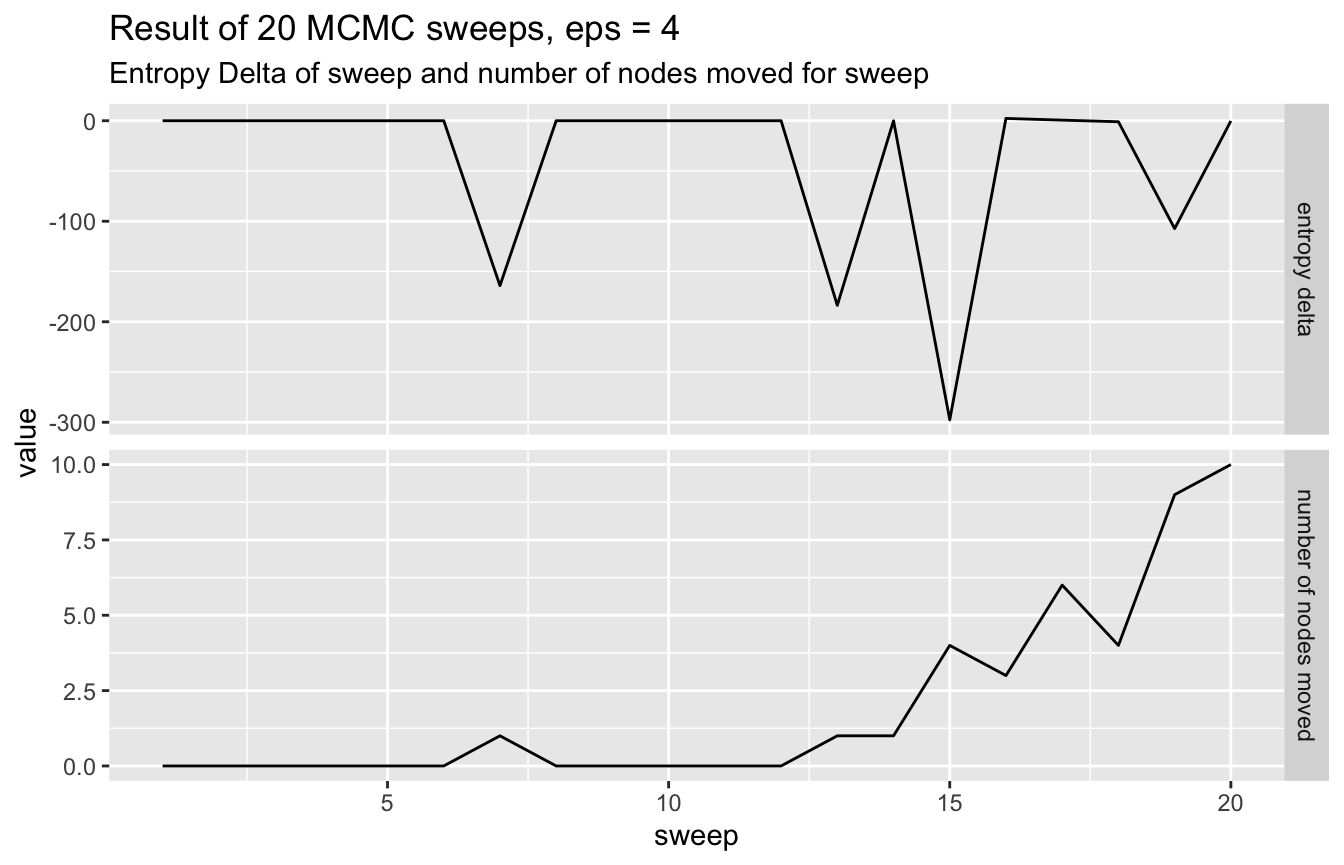 Result of 20 MCMC sweeps, eps = 4
Entropy Delta of sweep and number of nodes moved for sweep
0
-100
-200
-300
entropy delta
value
10.0
7.5
5.0
2.5
0.0
number of nodes moved
5 10 15 20
sweep